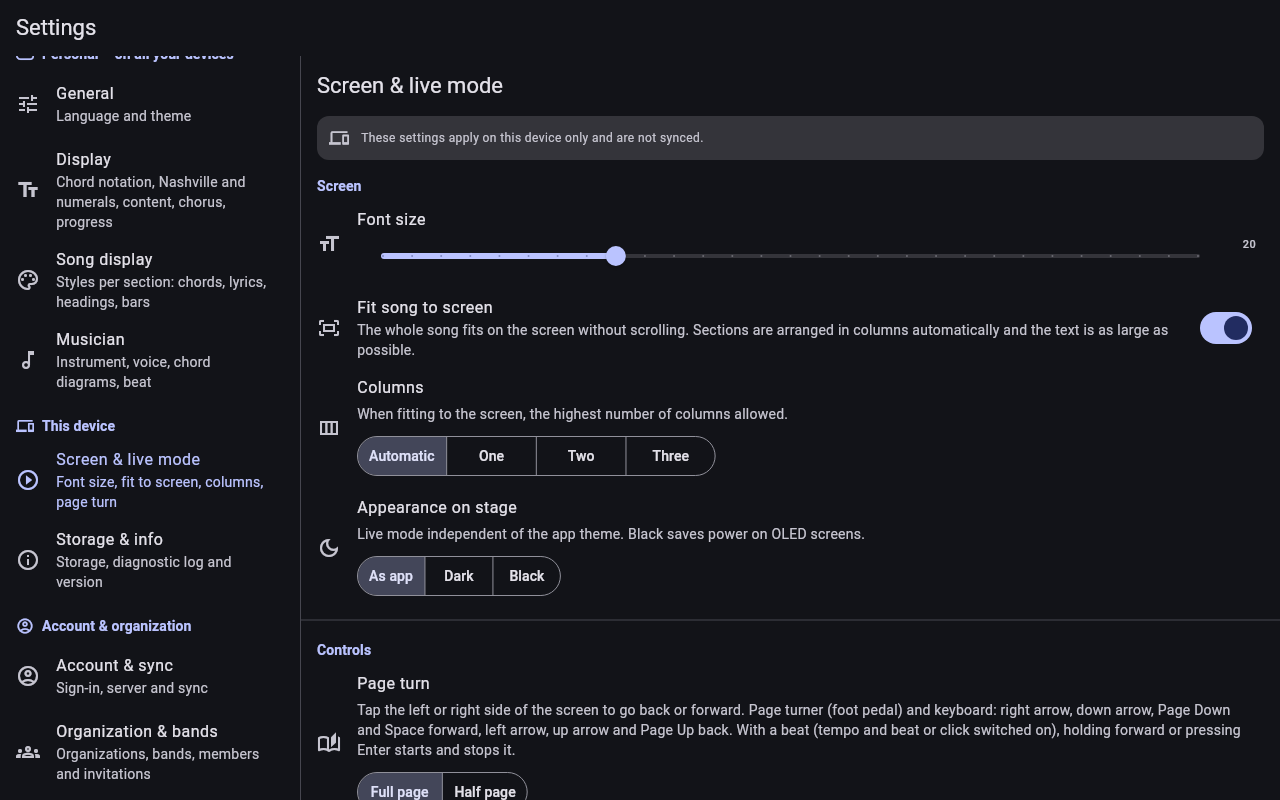 Settings
Personal – on all your devices
General
Language and theme
Display
Chord notation, Nashville and
numerals, content, chorus,
progress
Song display
Styles per section: chords, lyrics,
headings, bars
Musician
Instrument, voice, chord
diagrams, beat
This device
Screen & live mode
Font size, fit to screen, columns,
page turn
Storage & info
Storage, diagnostic log and
version
Account & organization
Account & sync
Sign-in, server and sync
Organization & bands
Organizations, bands, members
and invitations
Screen & live mode
These settings apply on this device only and are not synced.
Screen
Font size
20
Fit song to screen
The whole song fits on the screen without scrolling. Sections are arranged in columns automatically and the text is as large as
possible.
Columns
When fitting to the screen, the highest number of columns allowed.
Automatic One Two Three
Appearance on stage
Live mode independent of the app theme. Black saves power on OLED screens.
As app Dark Black
Controls
Page turn
Tap the left or right side of the screen to go back or forward. Page turner (foot pedal) and keyboard: right arrow, down arrow, Page Down
and Space forward, left arrow, up arrow and Page Up back. With a beat (tempo and beat or click switched on), holding forward or pressing
Enter starts and stops it.
Full page Half page